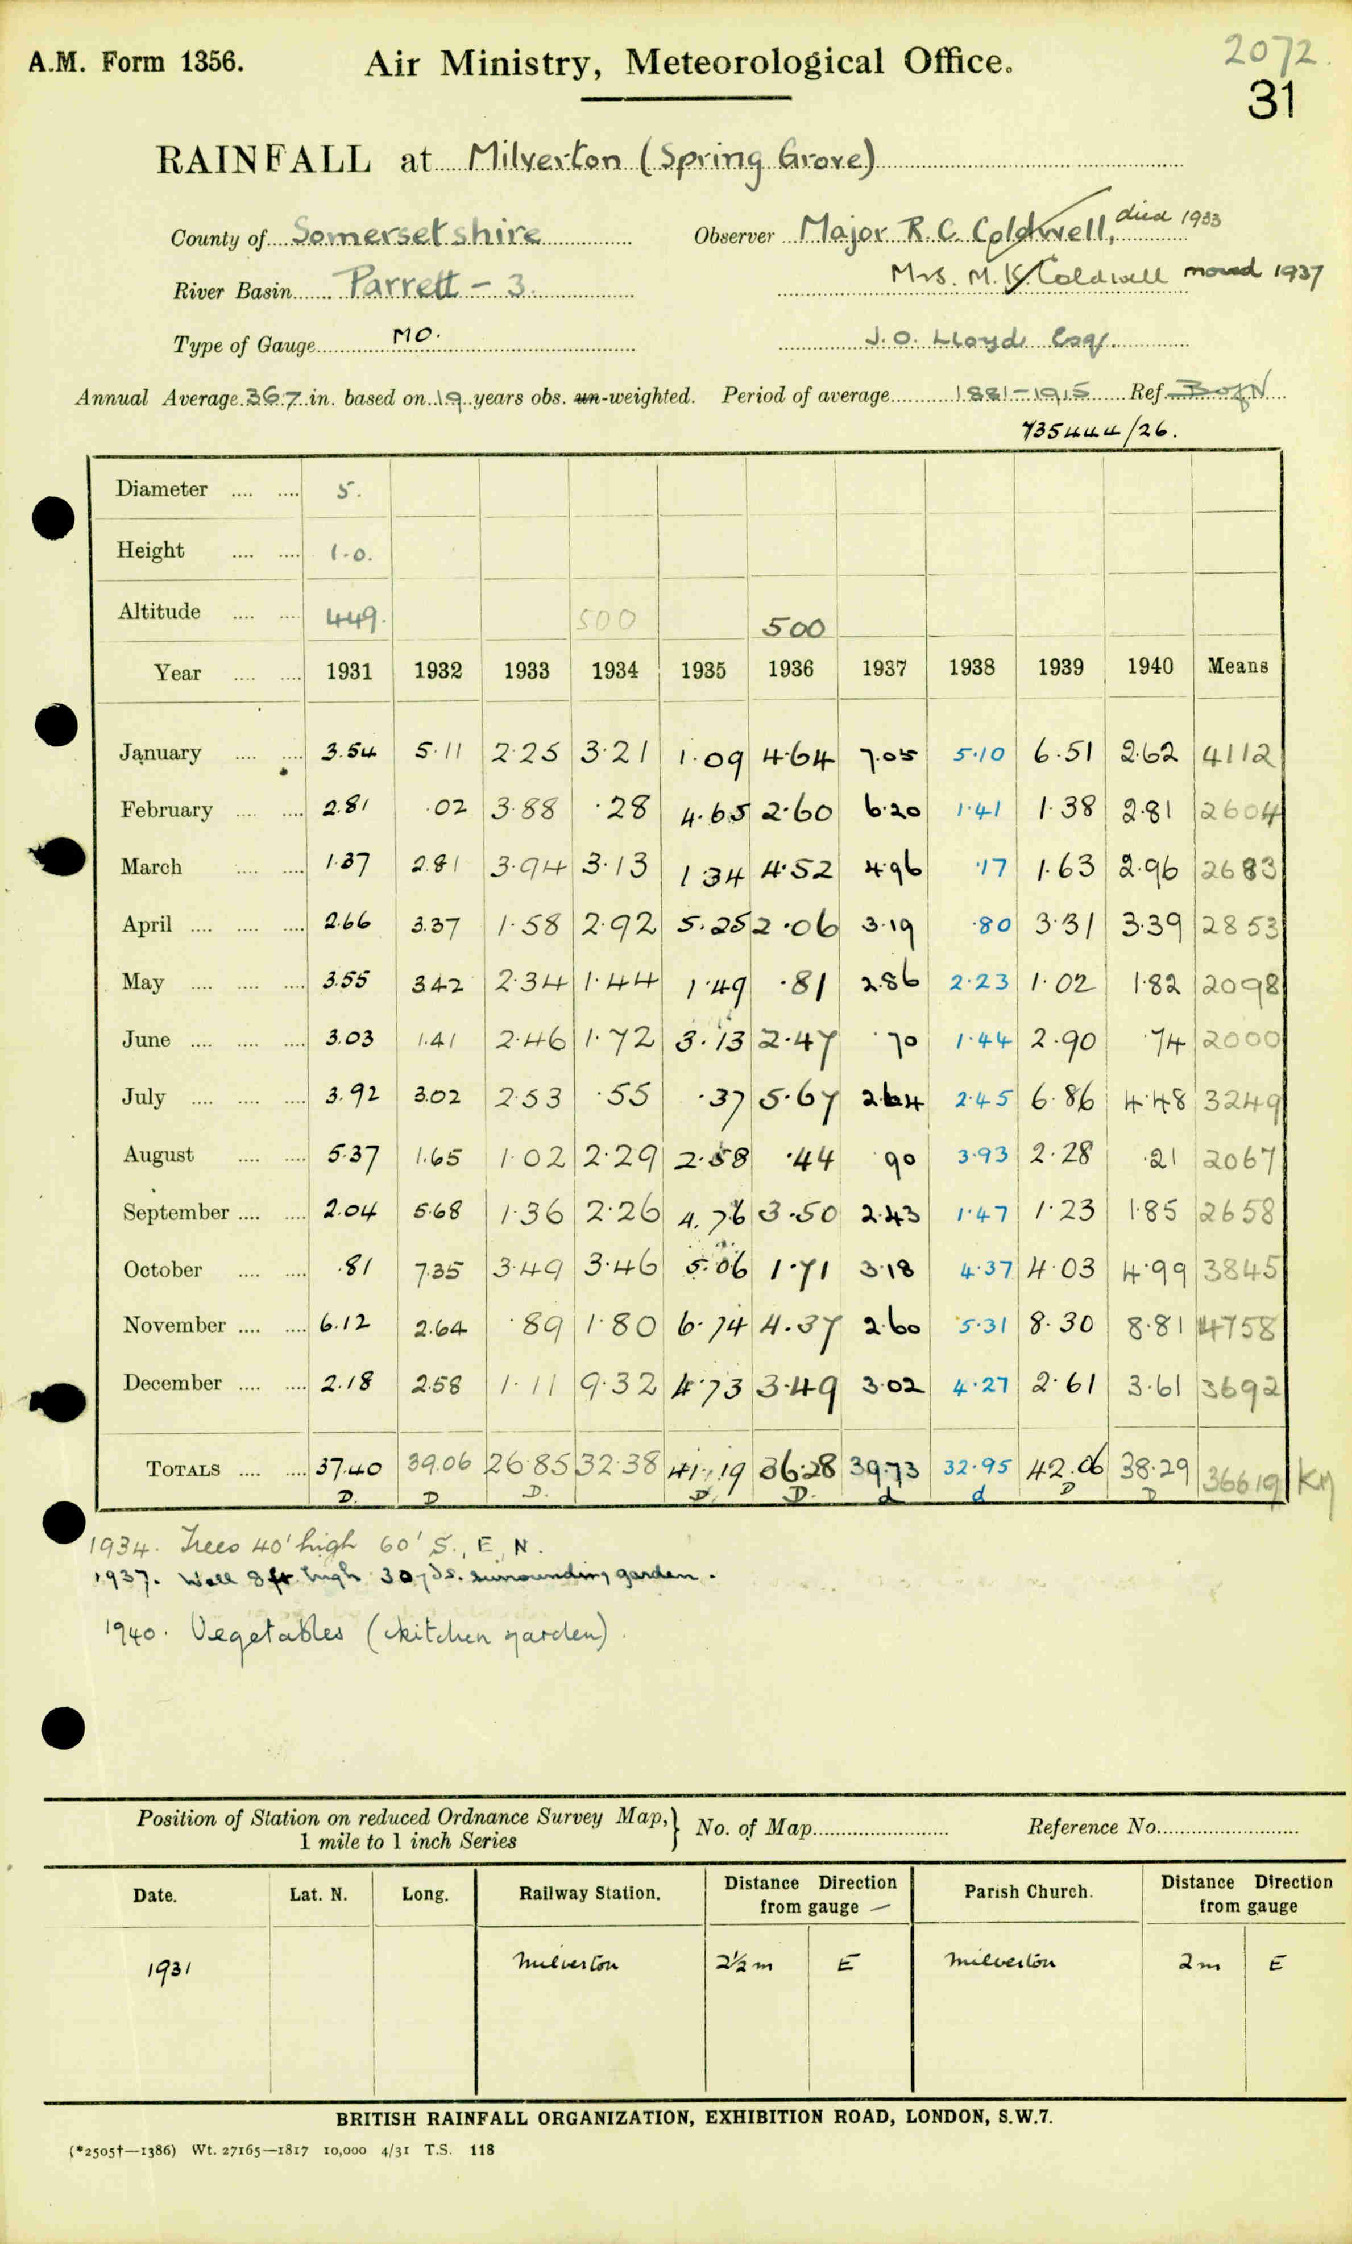 2072.
A.M. Form 1356. Air Ministry, Meteorological Office.
31
RAINFALL at Milverton (Spring Grove)
County of Somersetshire Observer Major R. C. Coldwell, died 1933
River Basin Parrett - 3. Mrs. M. K. Coldwell moved 1937
Type of Gauge MO. J. O. Lloyd Esq.
Annual Average 36.7 in. based on 19 years obs. un-weighted. Period of average 1881-1915 Ref. B of N
735444/26.
Diameter .... .... 5.
Height .... .... 1.0.
Altitude .... .... 449. 500 500
Year .... .... 1931 1932 1933 1934 1935 1936 1937 1938 1939 1940 Means
January .... .... 3.54 5.11 2.25 3.21 1.09 4.64 7.05 5.10 6.51 2.62 4112
February .... .... 2.81 .02 3.88 .28 4.65 2.60 6.20 1.41 1.38 2.81 2604
March .... .... 1.37 2.81 3.94 3.13 1 34 4.52 4.96 .17 1.63 2.96 2683
April .... .... .... 2.66 3.37 1.58 2.92 5.25 2.06 3.19 .80 3.31 3.39 2853
May .... .... .... 3.55 3.42 2.34 1.44 1.49 .81 2.86 2.23 1.02 1.82 2098
June .... .... .... 3.03 1.41 2.46 1.72 3.13 2.47 .70 1.44 2.90 .74 2000
July .... .... .... 3.92 3.02 2.53 .55 .37 5.67 2.64 2.45 6.86 4.48 3249
August .... .... 5.37 1.65 1.02 2.29 2.58 .44 .90 3.93 2.28 .21 2067
September .... .... 2.04 5.68 1.36 2.26 4.76 3.50 2.43 1.47 1.23 1.85 2658
October .... .... .81 7.35 3.49 3.46 5.06 1.71 3.18 4.37 4.03 4.99 3845
November .... .... 6.12 2.64 .89 1.80 6.74 4.37 2.60 5.31 8.30 8.81 4758
December .... .... 2.18 2.58 1.11 9.32 4.73 3.49 3.02 4.27 2.61 3.61 3692
TOTALS .... .... 37.40 39.06 26.85 32.38 41.19 36.28 39.73 32.95 42.06 38.29 36619
D. D D. D. D. d d D D
1934. Trees 40' high 60' S., E, N.
1937. Wall 8 ft. high 30 yds. surrounding garden.
1940. Vegetables (kitchen garden).
Position of Station on reduced Ordnance Survey Map, } No. of Map Reference No.
1 mile to 1 inch Series
Date. Lat. N. Long. Railway Station. Distance Direction from gauge Parish Church. Distance Direction from gauge
1931 Milverton 2½ m E Milverton 2 m E
BRITISH RAINFALL ORGANIZATION, EXHIBITION ROAD, LONDON, S.W.7.
(*2505†—1386) Wt. 27165—1817 10,000 4/31 T.S. 118